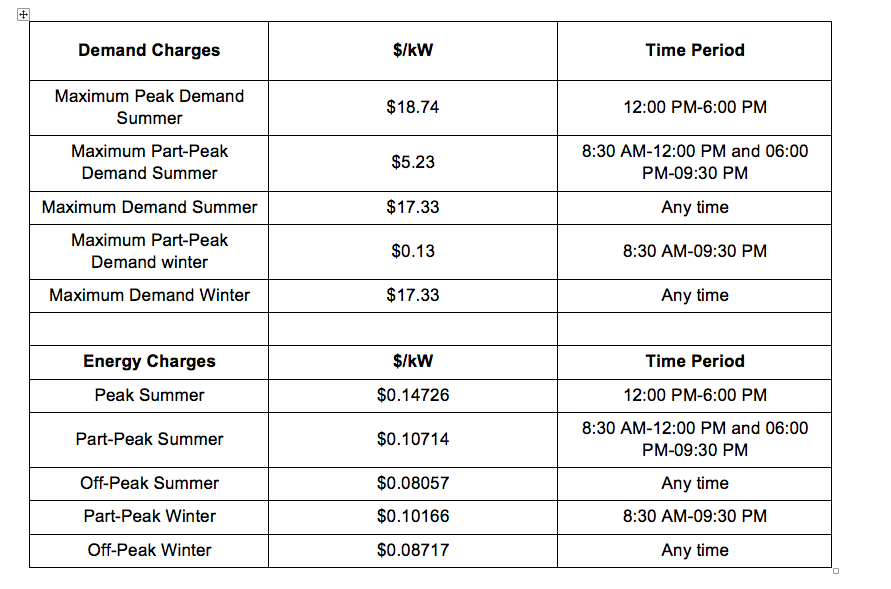 Demand Charges $/kW Time Period
Maximum Peak Demand
Summer
$18.74
12:00 PM-6:00 PM
Maximum Part-Peak
Demand Summer
$5.23
8:30 AM-12:00 PM and 06:00
PM-09:30 PM
Maximum Demand Summer $17.33 Any time
Maximum Part-Peak
Demand winter
$0.13
8:30 AM-09:30 PM
Maximum Demand Winter $17.33 Any time
Energy Charges $/kW Time Period
Peak Summer $0.14726 12:00 PM-6:00 PM
Part-Peak Summer
$0.10714
8:30 AM-12:00 PM and 06:00
PM-09:30 PM
Off-Peak Summer $0.08057 Any time
Part-Peak Winter $0.10166 8:30 AM-09:30 PM
Off-Peak Winter $0.08717 Any time